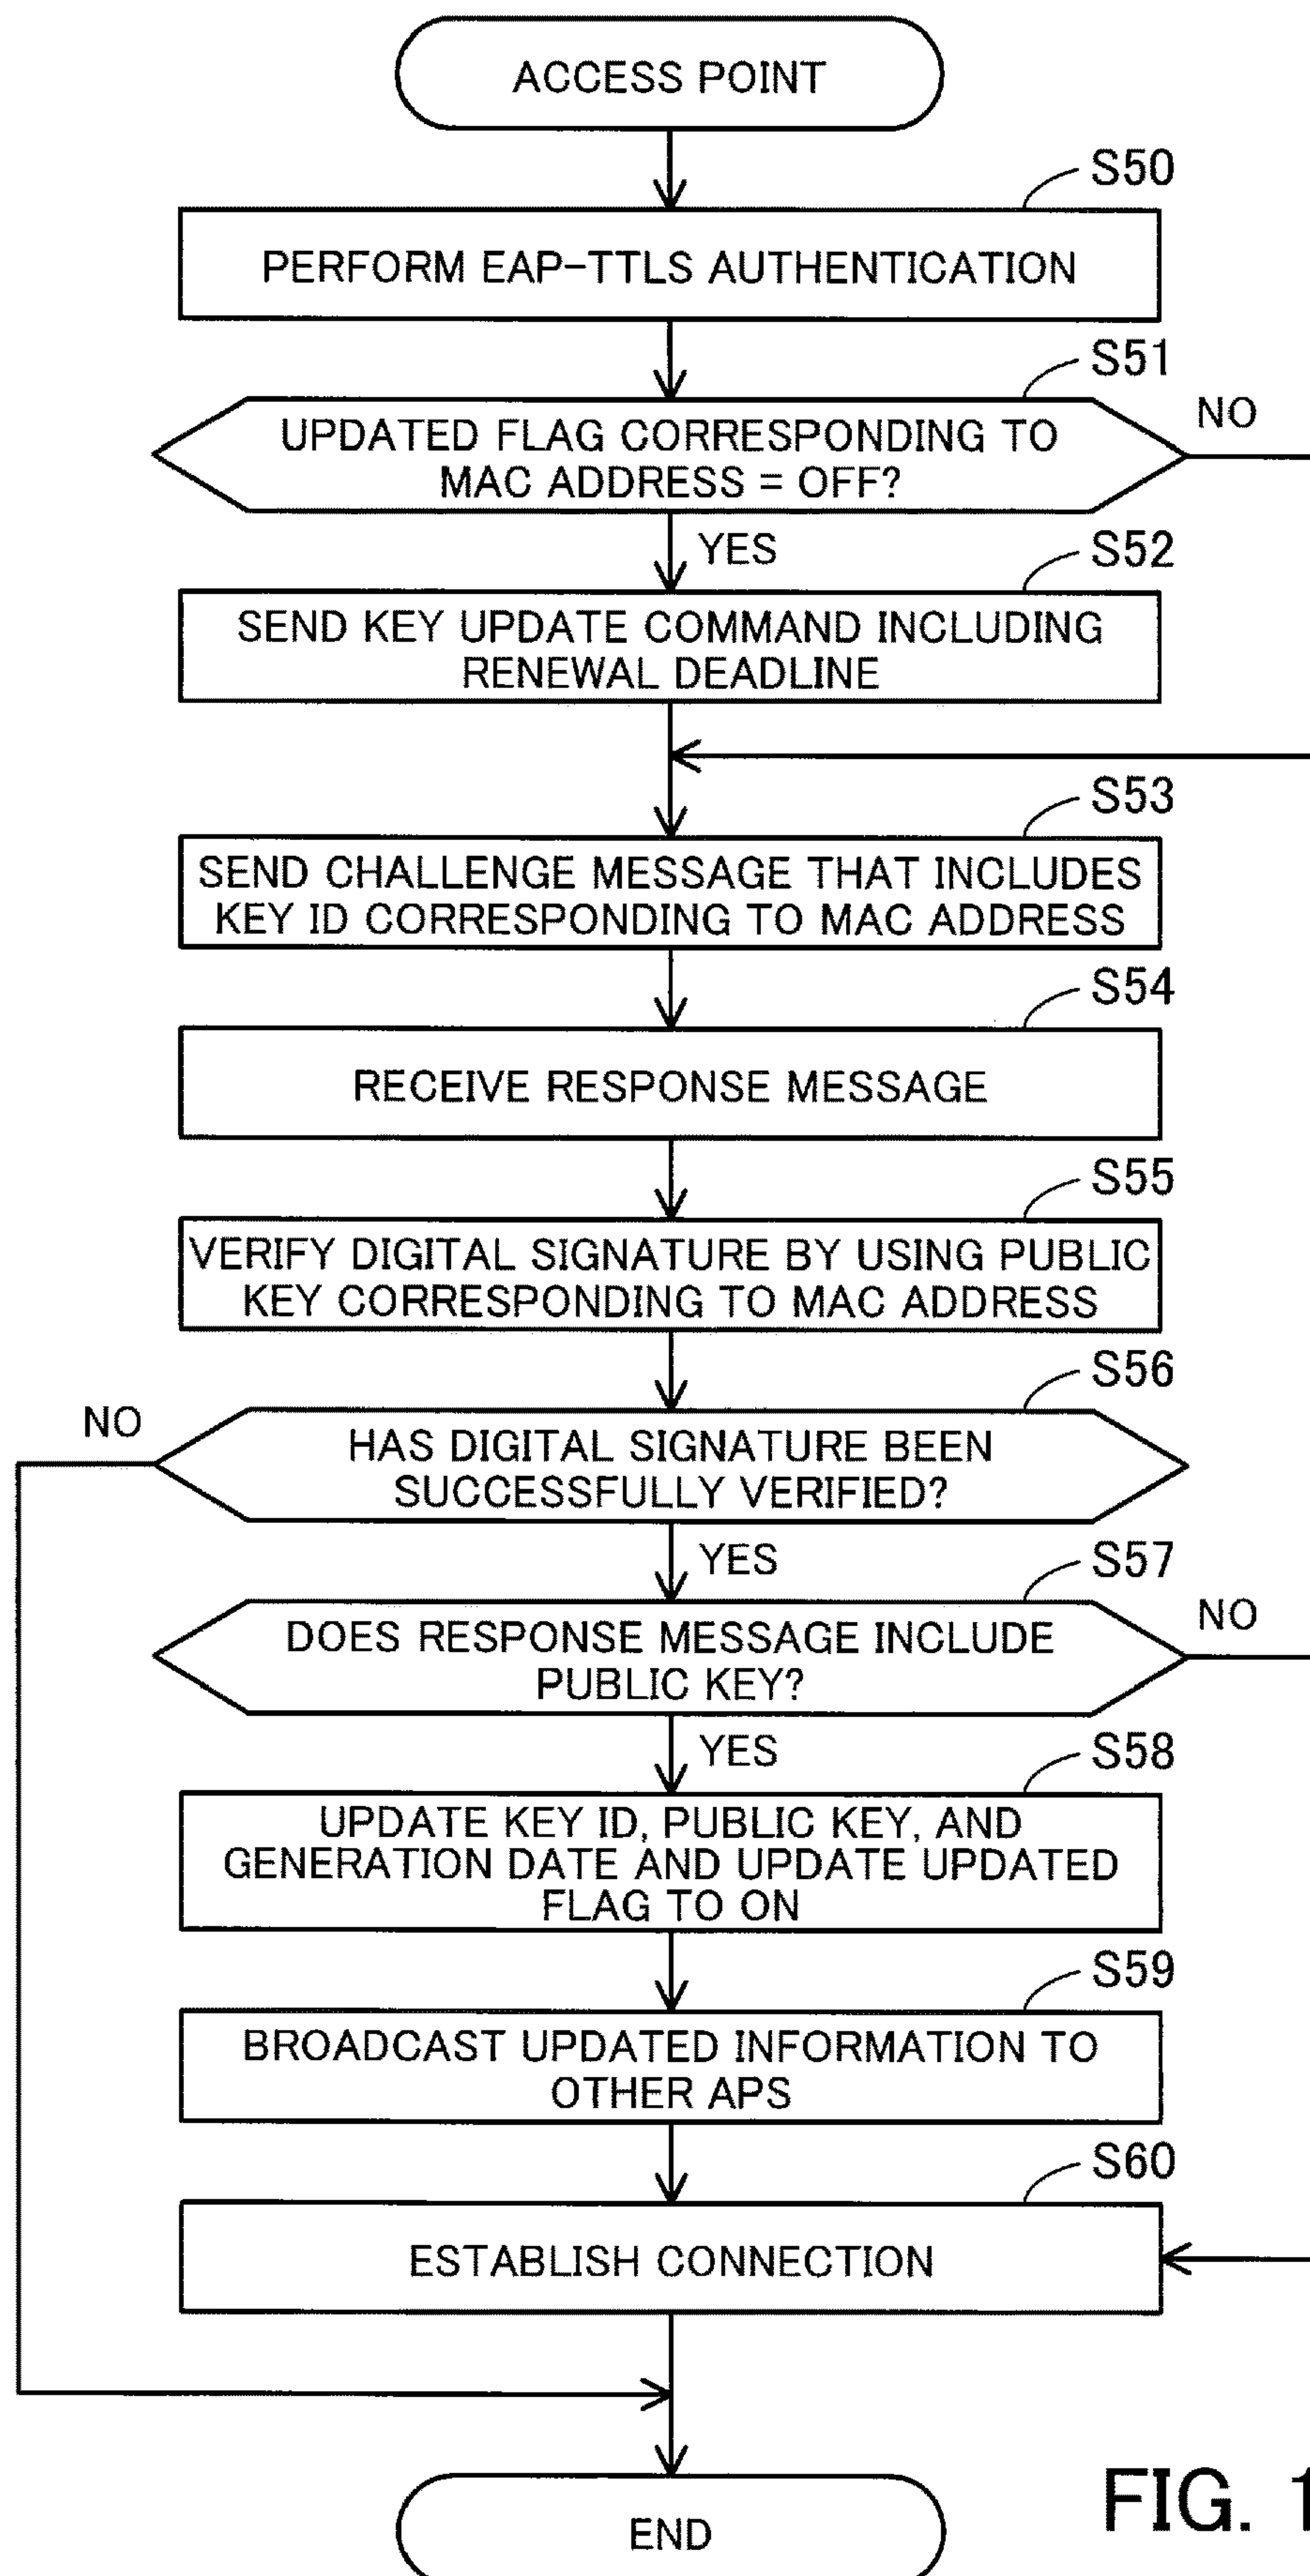 ACCESS POINT
S50
PERFORM EAP-TTLS AUTHENTICATION
S51
UPDATED FLAG CORRESPONDING TO
MAC ADDRESS = OFF?
NO
YES
S52
SEND KEY UPDATE COMMAND INCLUDING
RENEWAL DEADLINE
S53
SEND CHALLENGE MESSAGE THAT INCLUDES
KEY ID CORRESPONDING TO MAC ADDRESS
S54
RECEIVE RESPONSE MESSAGE
S55
VERIFY DIGITAL SIGNATURE BY USING PUBLIC
KEY CORRESPONDING TO MAC ADDRESS
S56
NO
HAS DIGITAL SIGNATURE BEEN
SUCCESSFULLY VERIFIED?
YES
S57
DOES RESPONSE MESSAGE INCLUDE
PUBLIC KEY?
NO
YES
S58
UPDATE KEY ID, PUBLIC KEY, AND
GENERATION DATE AND UPDATE UPDATED
FLAG TO ON
S59
BROADCAST UPDATED INFORMATION TO
OTHER APS
S60
ESTABLISH CONNECTION
END
FIG.